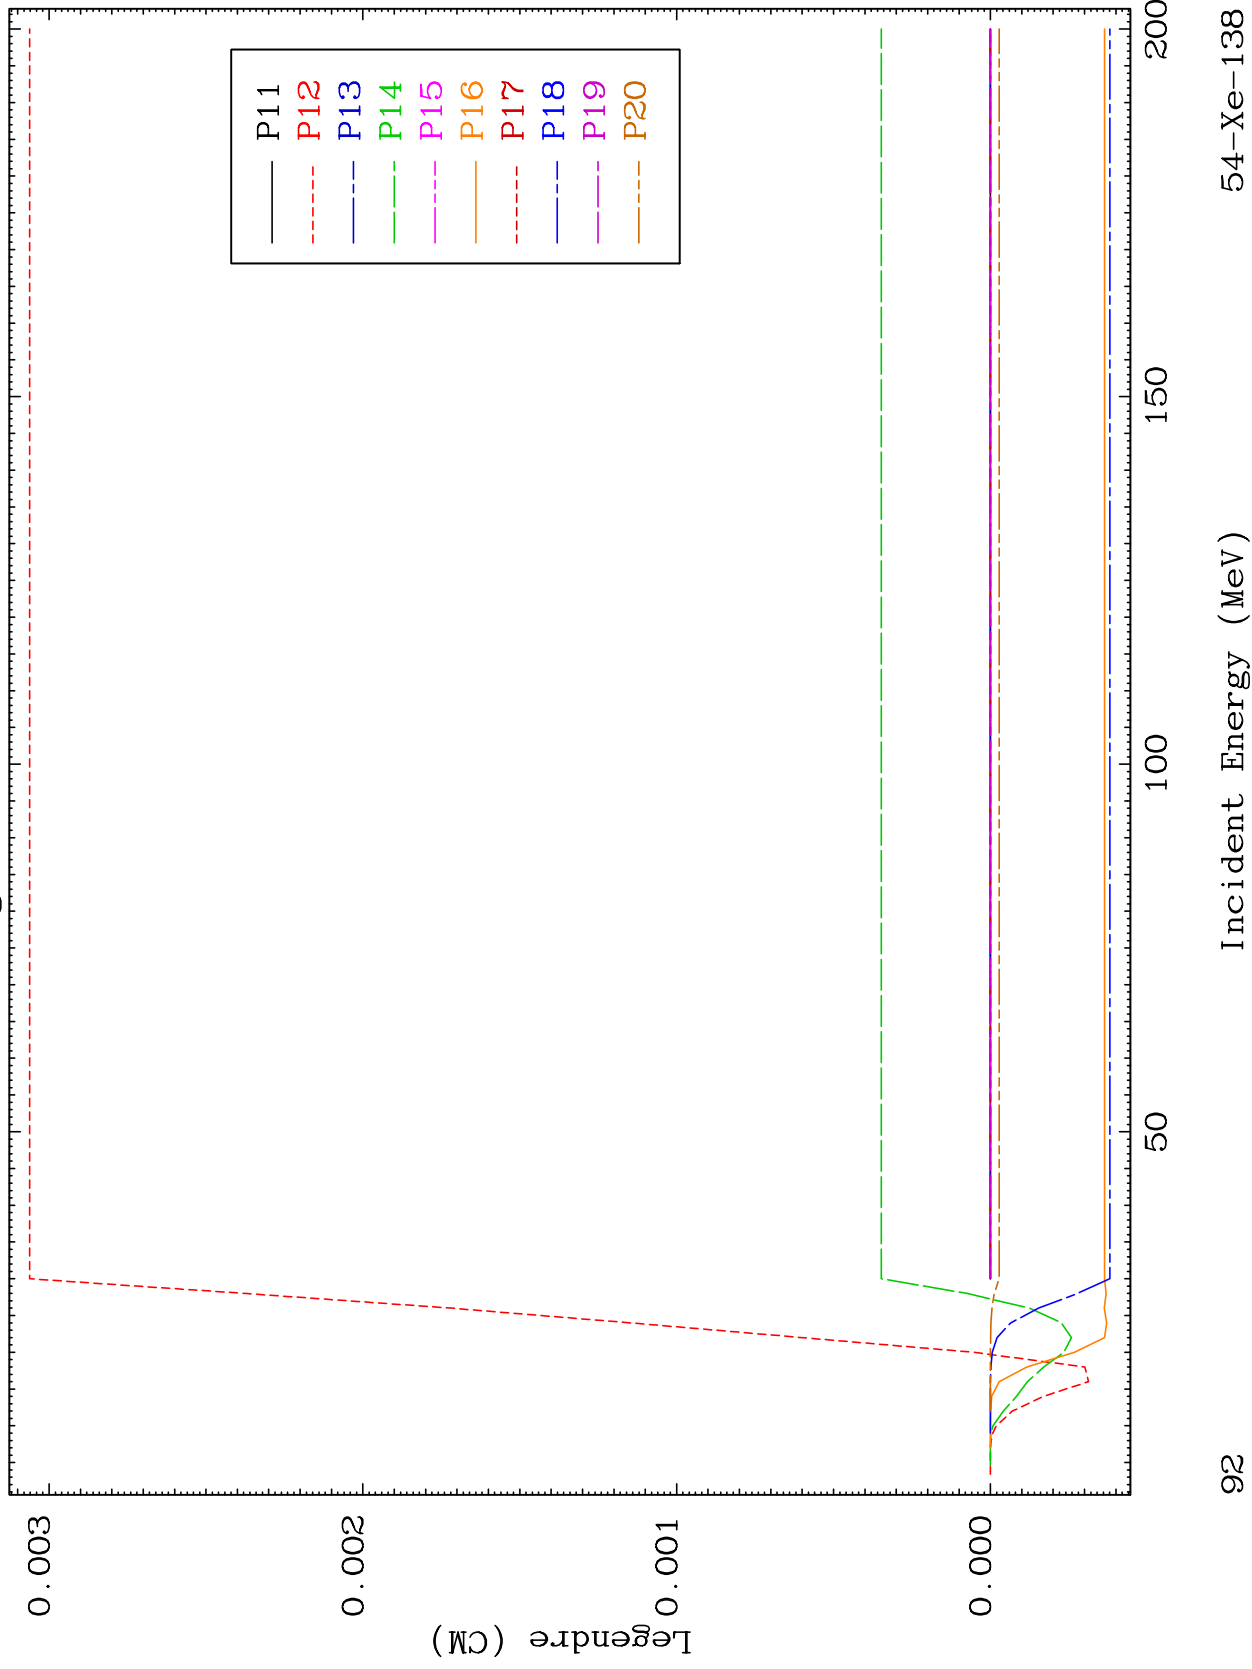 0.003
0.002
0.001
0.000
Legendre (CM)
P11
P12
P13
P14
P15
P16
P17
P18
P19
P20
50
100
150
200
92
Incident Energy (MeV)
54-Xe-138